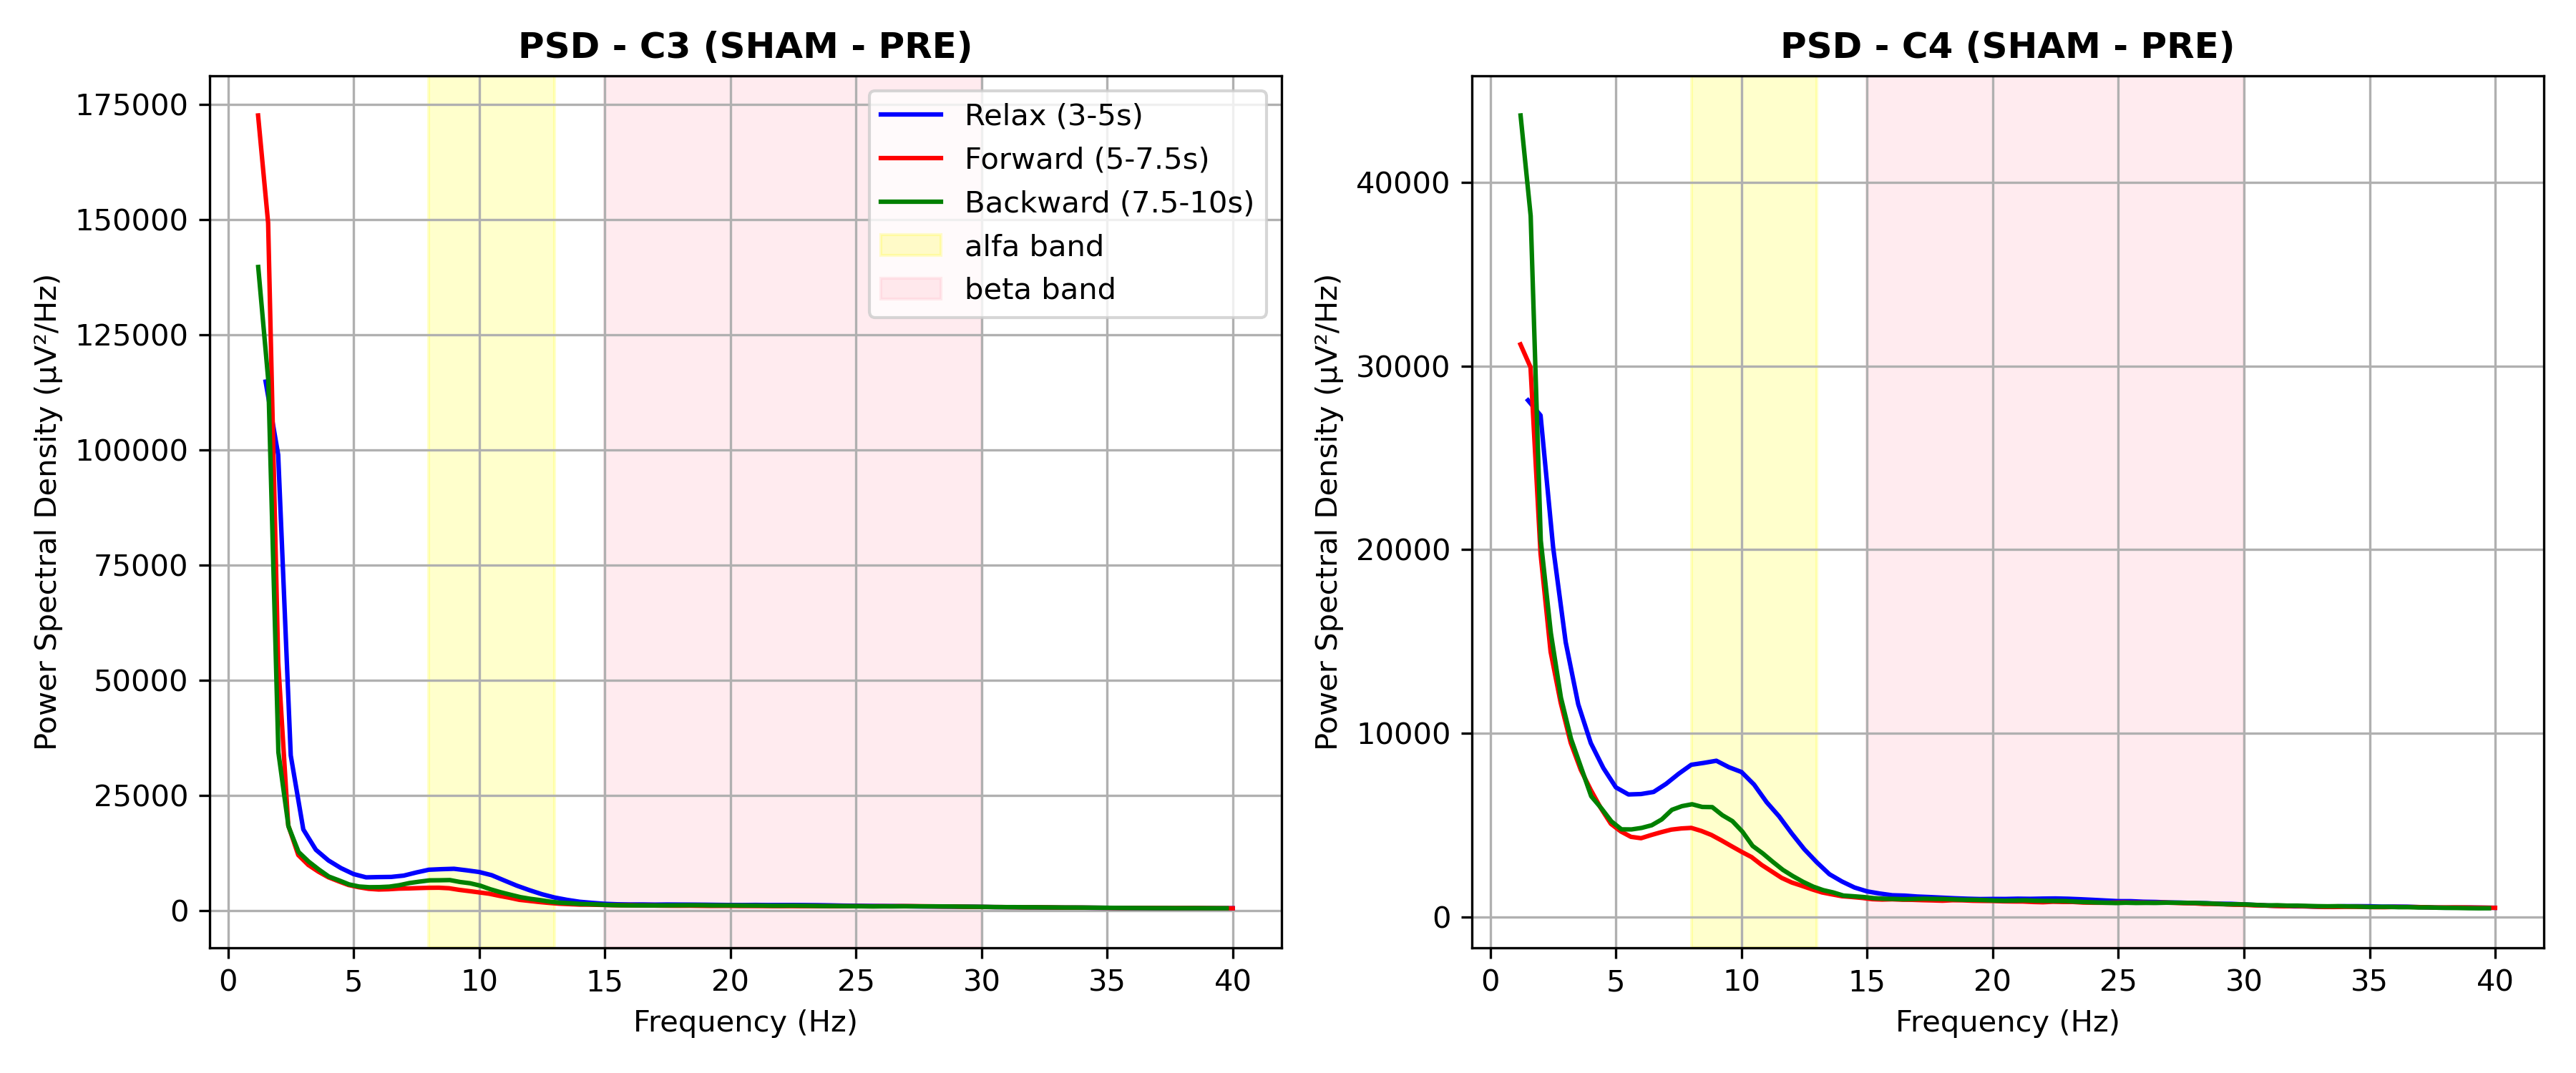 PSD - C3 (SHAM - PRE)
175000
150000
125000
100000
75000
50000
25000
0
Power Spectral Density (µV²/Hz)
0 5 10 15 20 25 30 35 40
Frequency (Hz)
Relax (3-5s)
Forward (5-7.5s)
Backward (7.5-10s)
alfa band
beta band
PSD - C4 (SHAM - PRE)
40000
30000
20000
10000
0
Power Spectral Density (µV²/Hz)
0 5 10 15 20 25 30 35 40
Frequency (Hz)